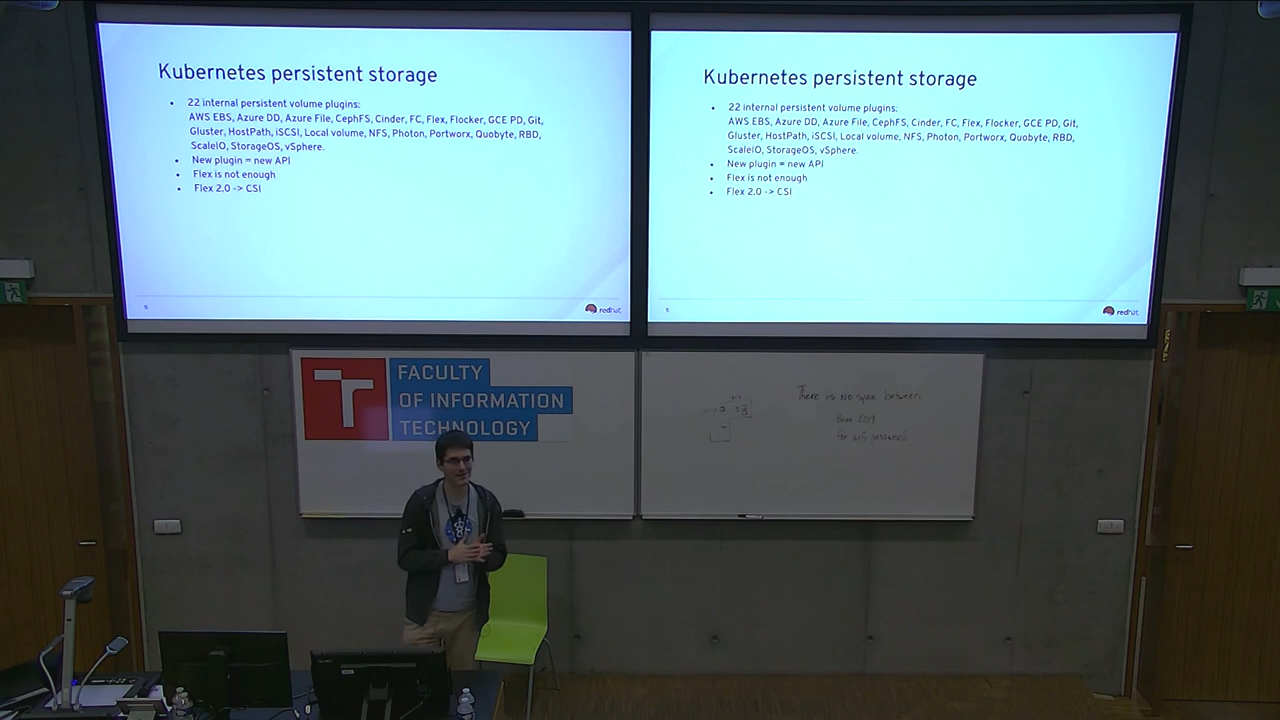 Kubernetes persistent storage
22 internal persistent volume plugins:
AWS EBS, Azure DD, Azure File, CephFS, Cinder, FC, Flex, Flocker, GCE PD, Git,
Gluster, HostPath, iSCSI, Local volume, NFS, Photon, Portworx, Quobyte, RBD,
ScaleIO, StorageOS, vSphere.
New plugin = new API
Flex is not enough
Flex 2.0 -> CSI
redhat
Kubernetes persistent storage
22 internal persistent volume plugins:
AWS EBS, Azure DD, Azure File, CephFS, Cinder, FC, Flex, Flocker, GCE PD, Git,
Gluster, HostPath, iSCSI, Local volume, NFS, Photon, Portworx, Quobyte, RBD,
ScaleIO, StorageOS, vSphere.
New plugin = new API
Flex is not enough
Flex 2.0 -> CSI
redhat
FACULTY
OF INFORMATION
TECHNOLOGY
There is NO space between
for wifi password